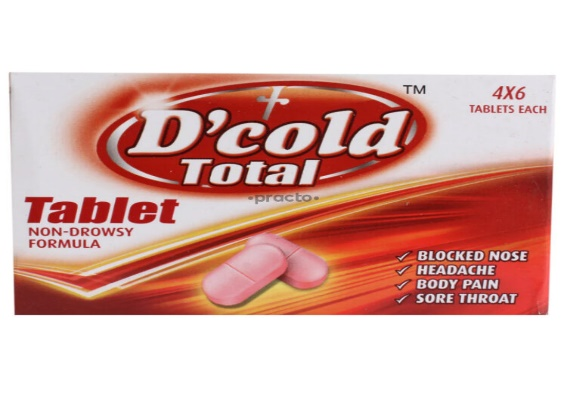 D'cold
Total
TM
4X6
TABLETS EACH
•practo•
Tablet
NON-DROWSY
FORMULA
BLOCKED NOSE
HEADACHE
BODY PAIN
SORE THROAT